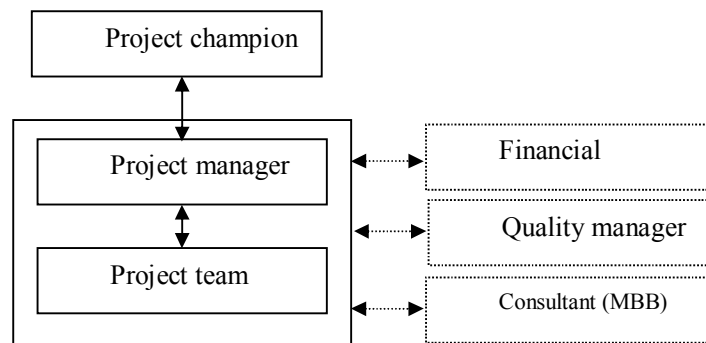 Project champion
Project manager
Financial
Quality manager
Project team
Consultant (MBB)